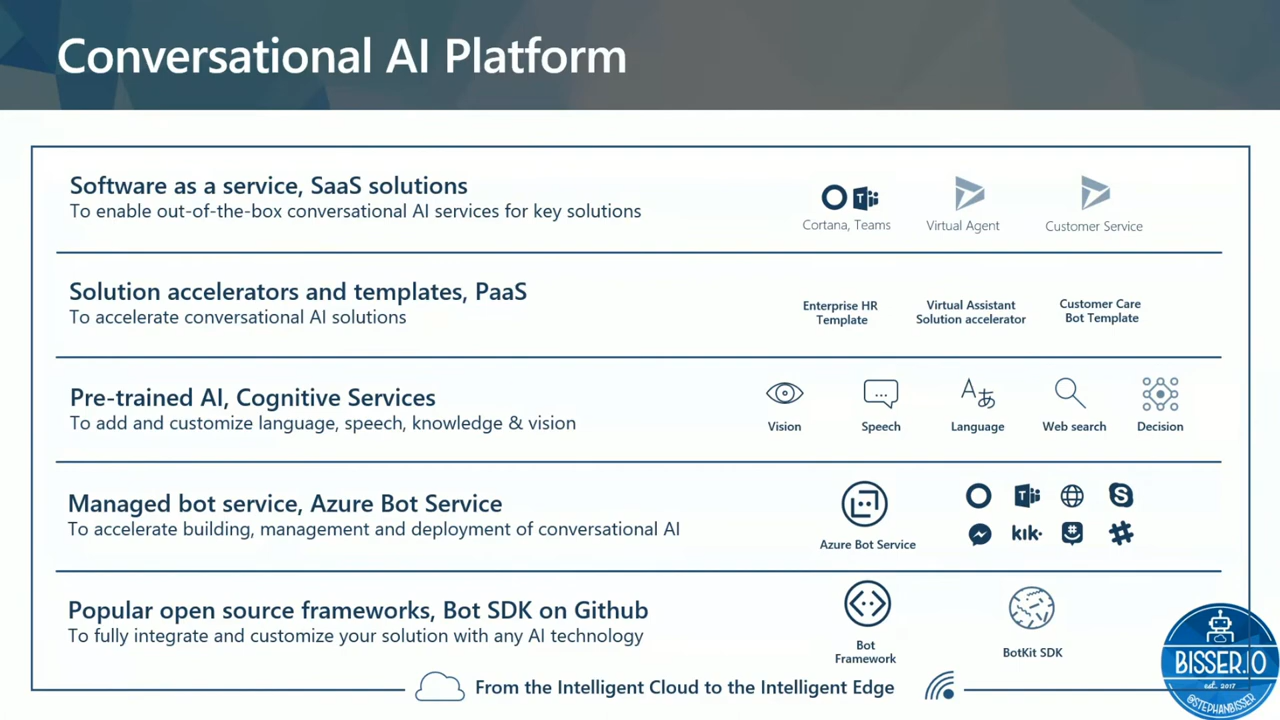 Conversational AI Platform
Software as a service, SaaS solutions
To enable out-of-the-box conversational AI services for key solutions
Cortana, Teams
Virtual Agent
Customer Service
Solution accelerators and templates, PaaS
To accelerate conversational AI solutions
Enterprise HR
Template
Virtual Assistant
Solution accelerator
Customer Care
Bot Template
Pre-trained AI, Cognitive Services
To add and customize language, speech, knowledge & vision
Vision
Speech
Language
Web search
Decision
Managed bot service, Azure Bot Service
To accelerate building, management and deployment of conversational AI
Azure Bot Service
kik
Popular open source frameworks, Bot SDK on Github
To fully integrate and customize your solution with any AI technology
Bot
Framework
BotKit SDK
From the Intelligent Cloud to the Intelligent Edge
BISSER.IO
est. 2017
@STEPHANBISSER